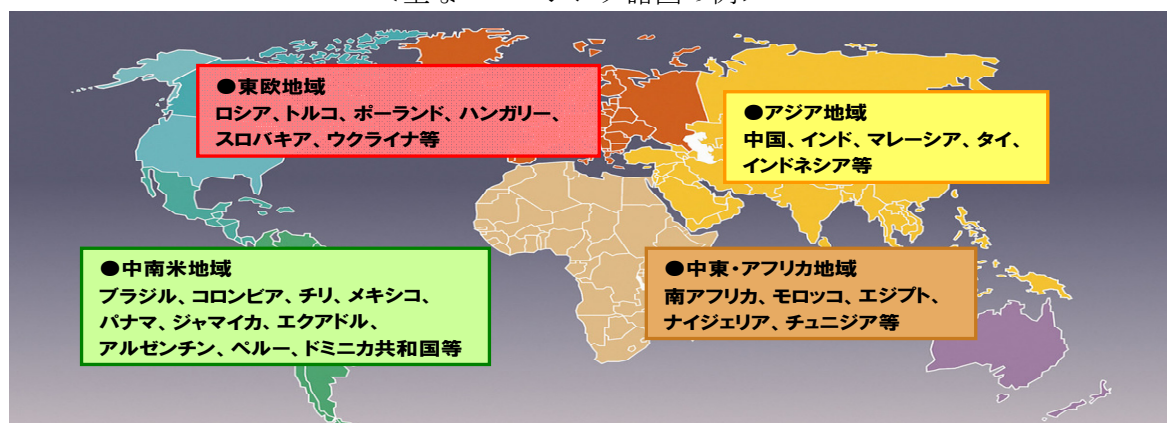 ●東欧地域
ロシア、トルコ、ポーランド、ハンガリー、
スロバキア、ウクライナ等
●アジア地域
中国、インド、マレーシア、タイ、
インドネシア等
●中南米地域
ブラジル、コロンビア、チリ、メキシコ、
パナマ、ジャマイカ、エクアドル、
アルゼンチン、ペルー、ドミニカ共和国等
●中東・アフリカ地域
南アフリカ、モロッコ、エジプト、
ナイジェリア、チュニジア等